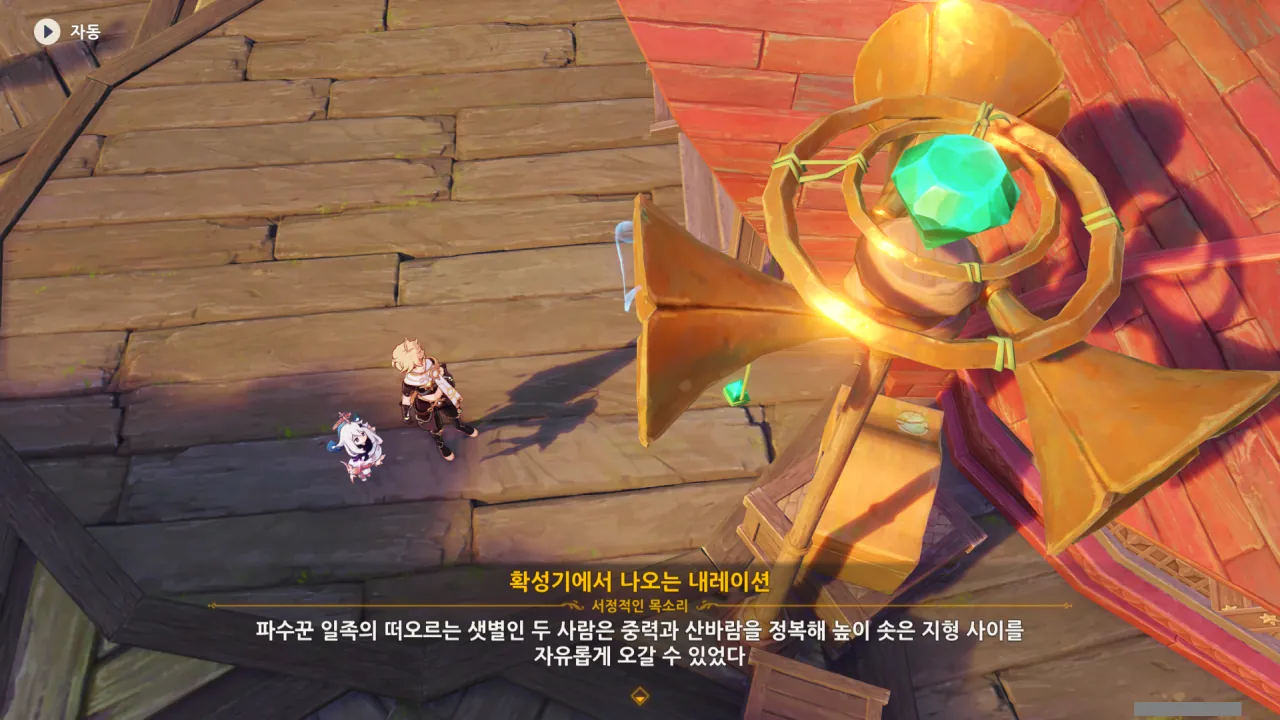 자동
확성기에서 나오는 내레이션
서정적인 목소리
파수꾼 일족의 떠오르는 샛별인 두 사람은 중력과 산바람을 정복해 높이 솟은 지형 사이를
자유롭게 오갈 수 있었다